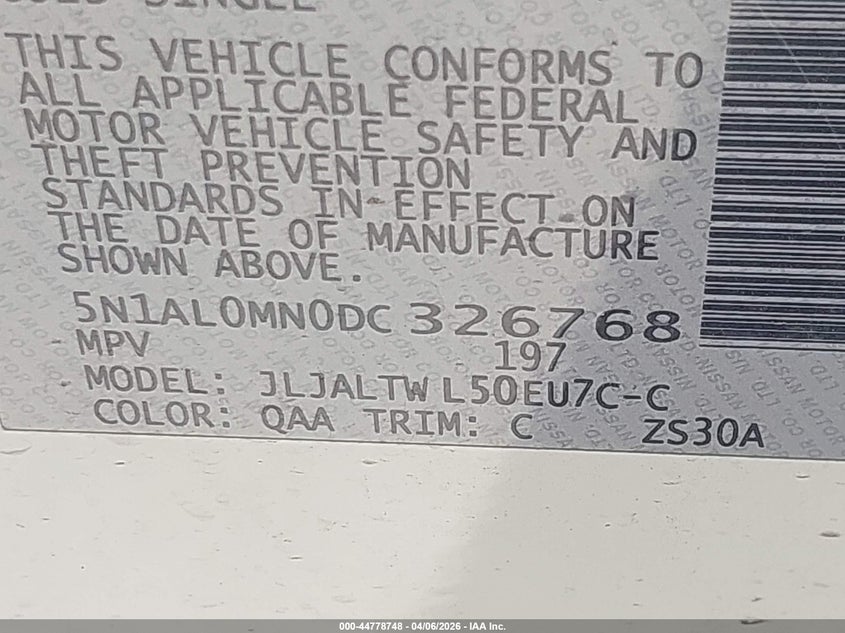 THIS VEHICLE CONFORMS TO
ALL APPLICABLE FEDERAL
MOTOR VEHICLE SAFETY AND
THEFT PREVENTION
STANDARDS IN EFFECT ON
THE DATE OF MANUFACTURE
SHOWN ABOVE.
5N1AL0MN0DC 326768
MPV 197
MODEL: JLJALTW L50EU7C-C
COLOR: QAA TRIM: C ZS30A
000-44778748 - 04/06/2026 - IAA Inc.